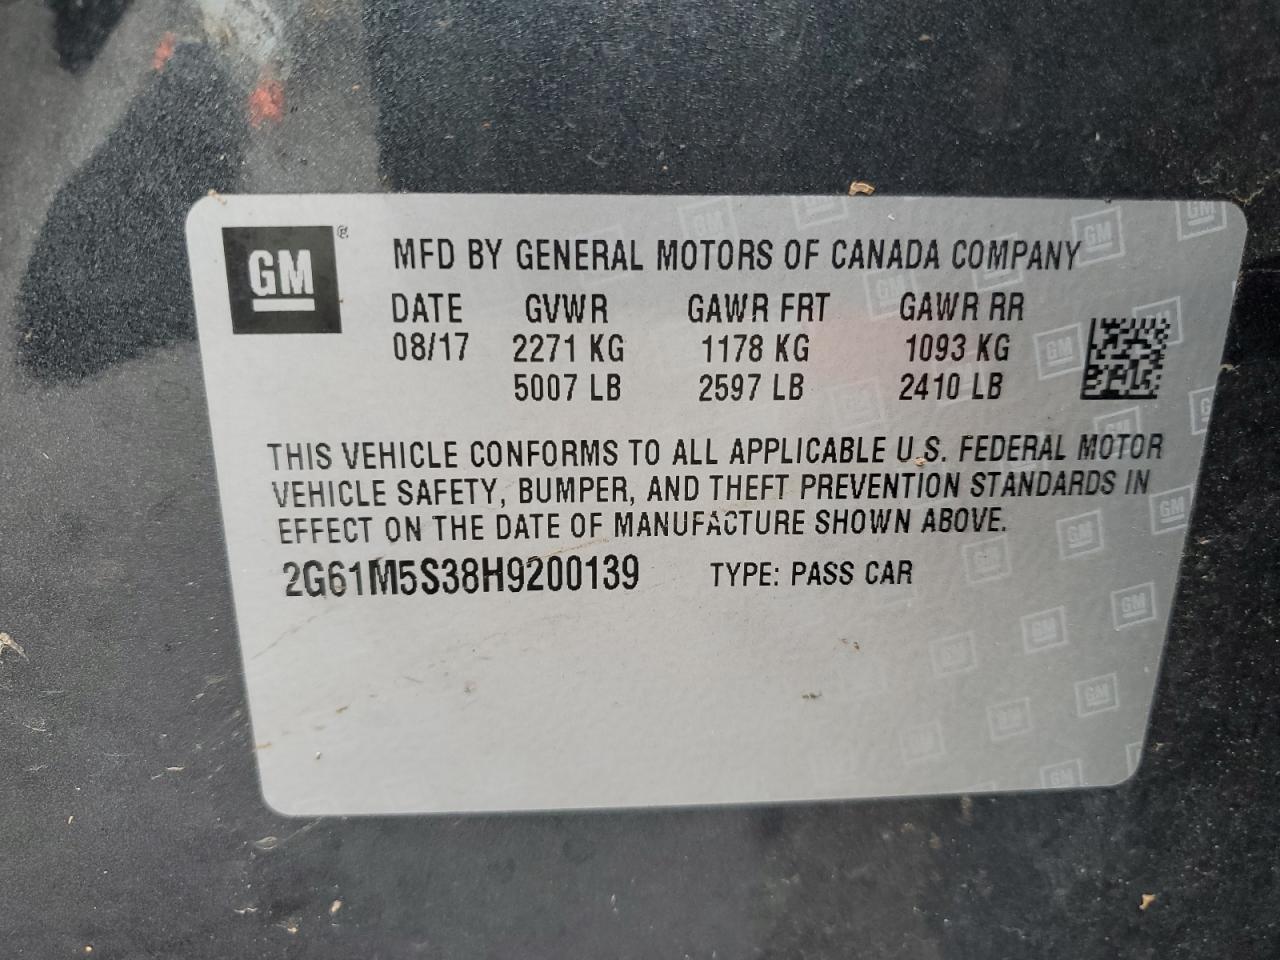 GM®
MFD BY GENERAL MOTORS OF CANADA COMPANY
DATE GVWR GAWR FRT GAWR RR
08/17 2271 KG 1178 KG 1093 KG
5007 LB 2597 LB 2410 LB
THIS VEHICLE CONFORMS TO ALL APPLICABLE U.S. FEDERAL MOTOR
VEHICLE SAFETY, BUMPER, AND THEFT PREVENTION STANDARDS IN
EFFECT ON THE DATE OF MANUFACTURE SHOWN ABOVE.
2G61M5S38H9200139 TYPE: PASS CAR